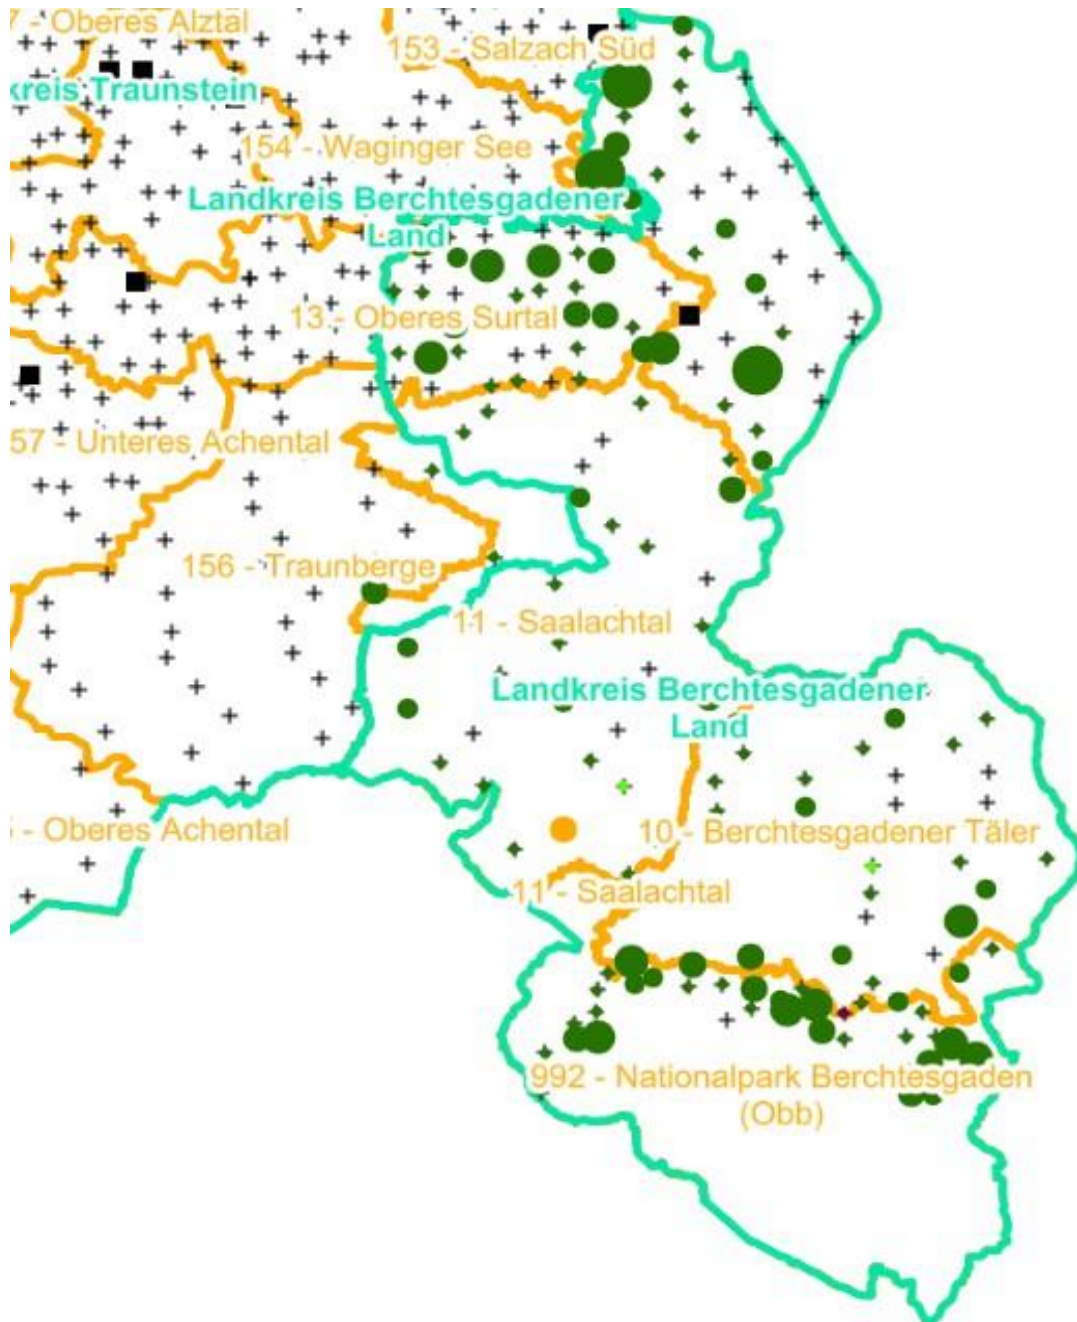 7 - Oberes Alztal
153 - Salzach Süd
kreis Traunstein
154 - Waginger See
Landkreis Berchtesgadener
Land
13 - Oberes Surtal
57 - Unteres Achental
156 - Traunberge
11 - Saalachtal
Landkreis Berchtesgadener
Land
- Oberes Achental
10 - Berchtesgadener Täler
11 - Saalachtal
992 - Nationalpark Berchtesgaden
(Obb)